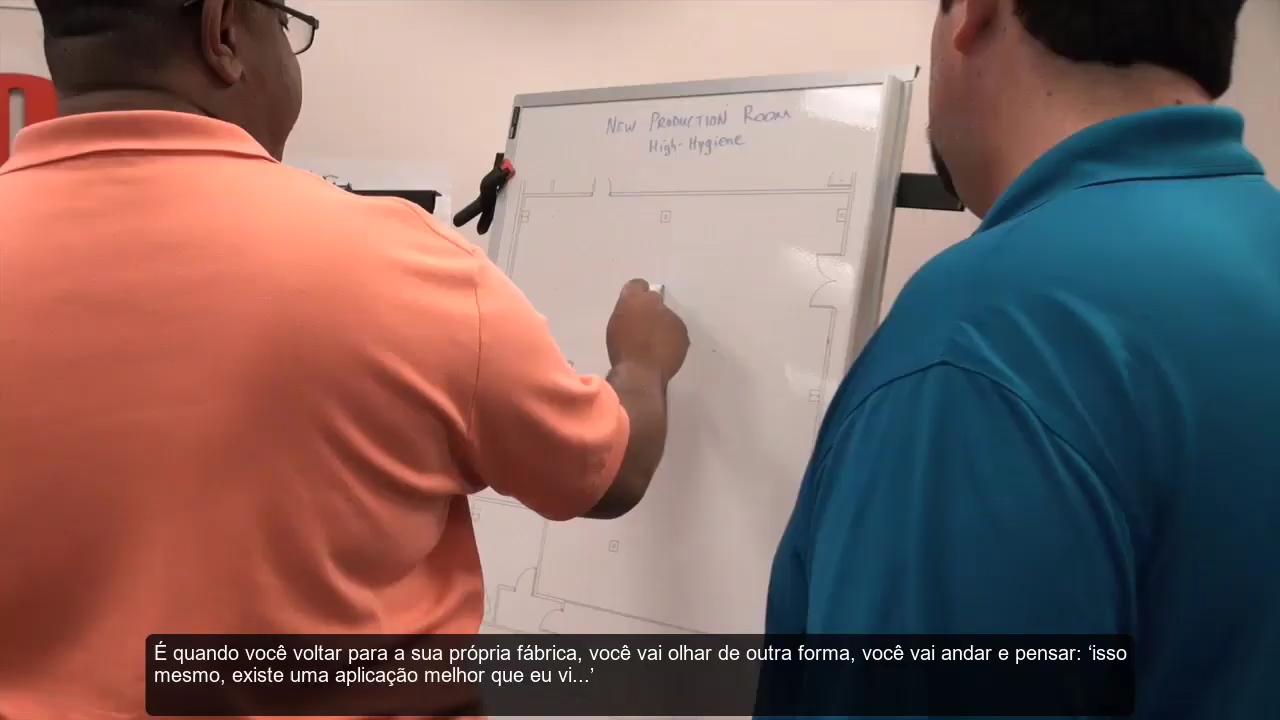 NEW PRODUCTION ROOM
High-Hygiene
É quando você voltar para a sua própria fábrica, você vai olhar de outra forma, você vai andar e pensar: ‘isso
mesmo, existe uma aplicação melhor que eu vi...’